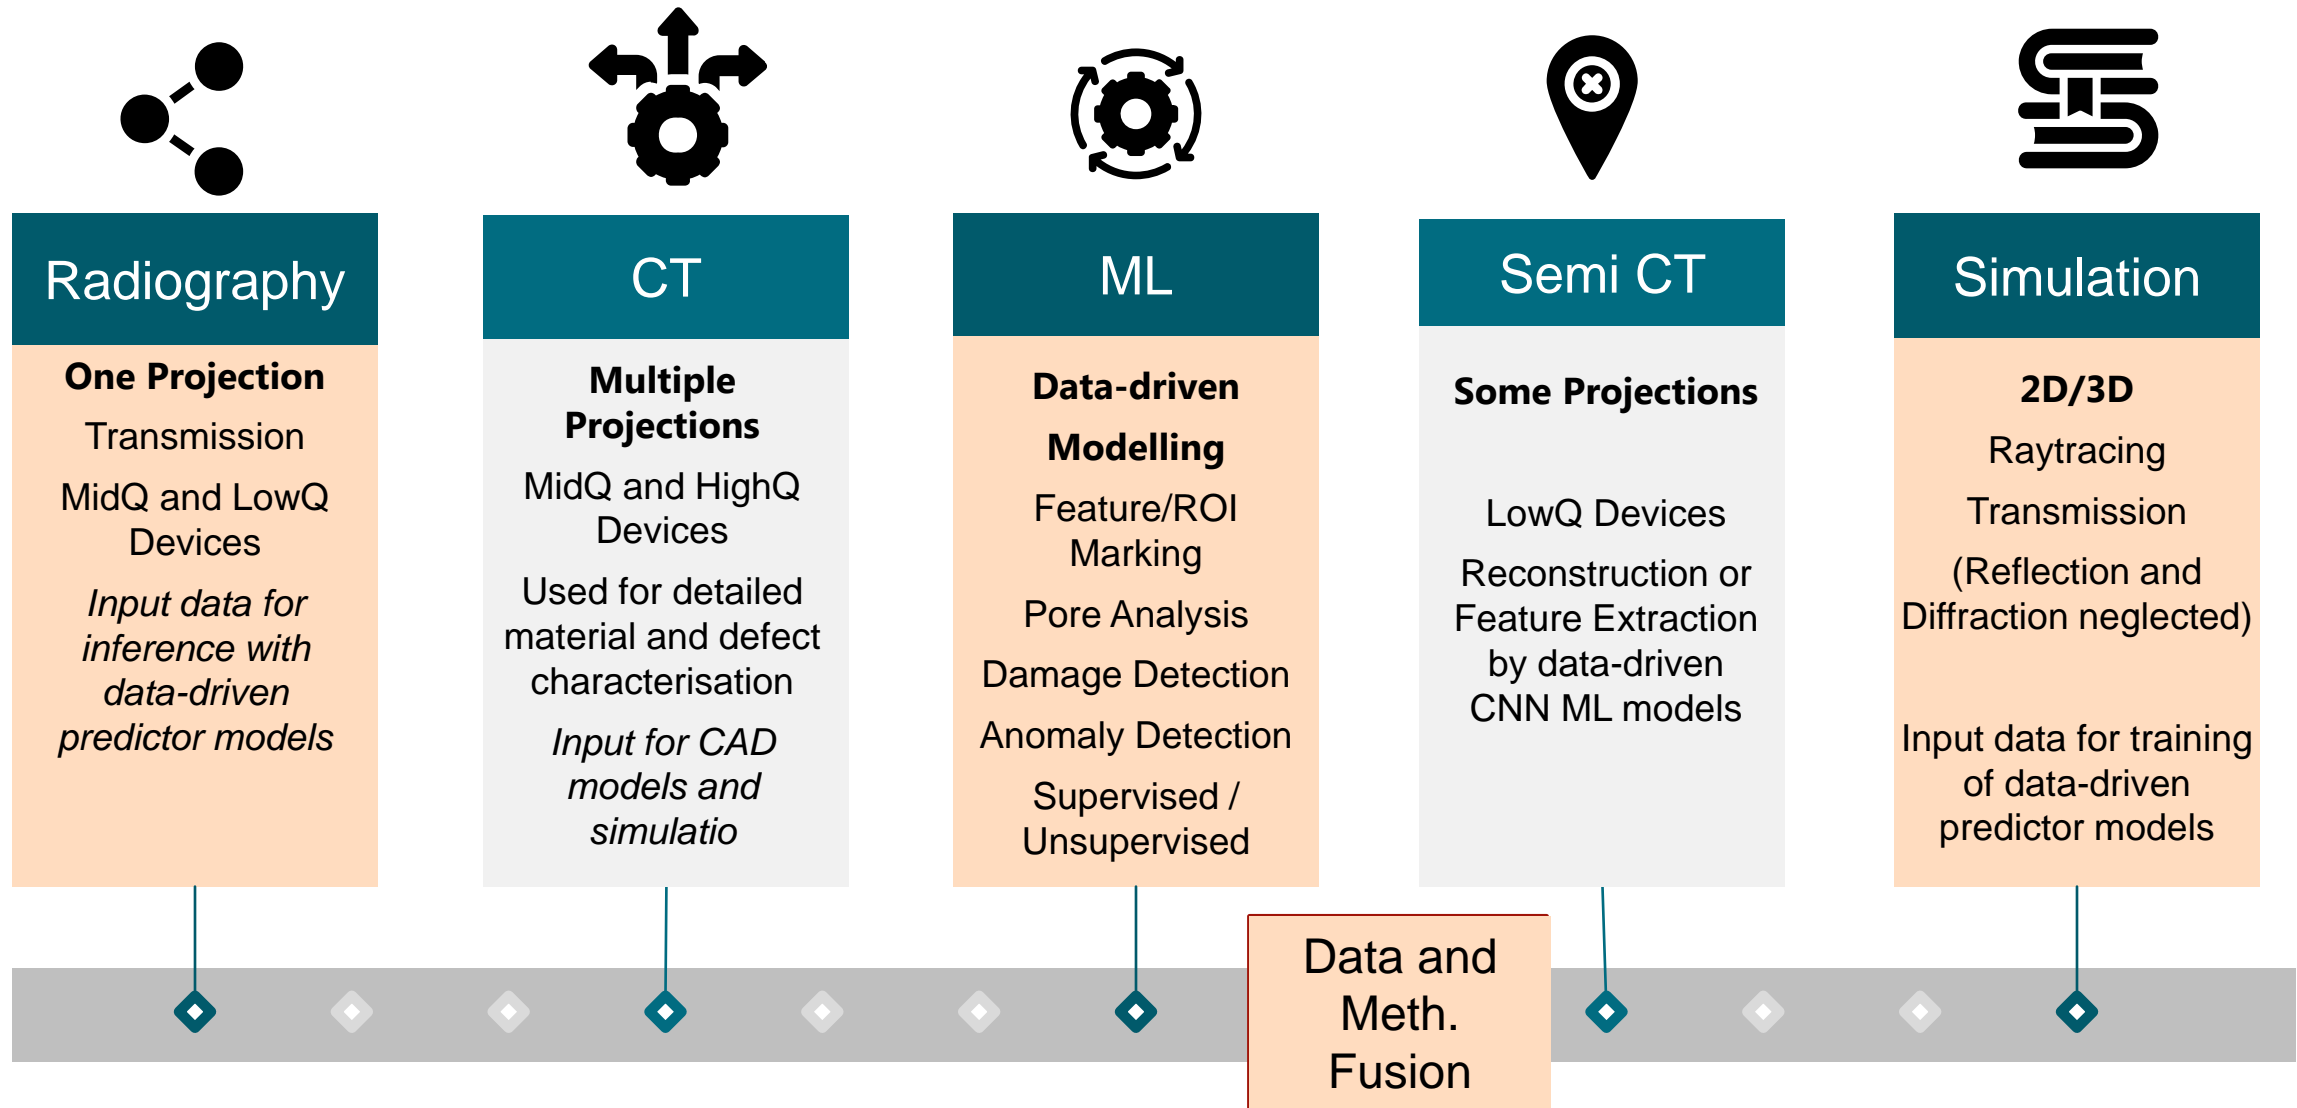 Radiography
One Projection
Transmission
MidQ and LowQ
Devices
Input data for
inference with
data-driven
predictor models
CT
Multiple
Projections
MidQ and HighQ
Devices
Used for detailed
material and defect
characterisation
Input for CAD
models and
simulatio
ML
Data-driven
Modelling
Feature/ROI
Marking
Pore Analysis
Damage Detection
Anomaly Detection
Supervised /
Unsupervised
Semi CT
Some Projections
LowQ Devices
Reconstruction or
Feature Extraction
by data-driven
CNN ML models
Simulation
2D/3D
Raytracing
Transmission
(Reflection and
Diffraction neglected)
Input data for training
of data-driven
predictor models
Data and
Meth.
Fusion